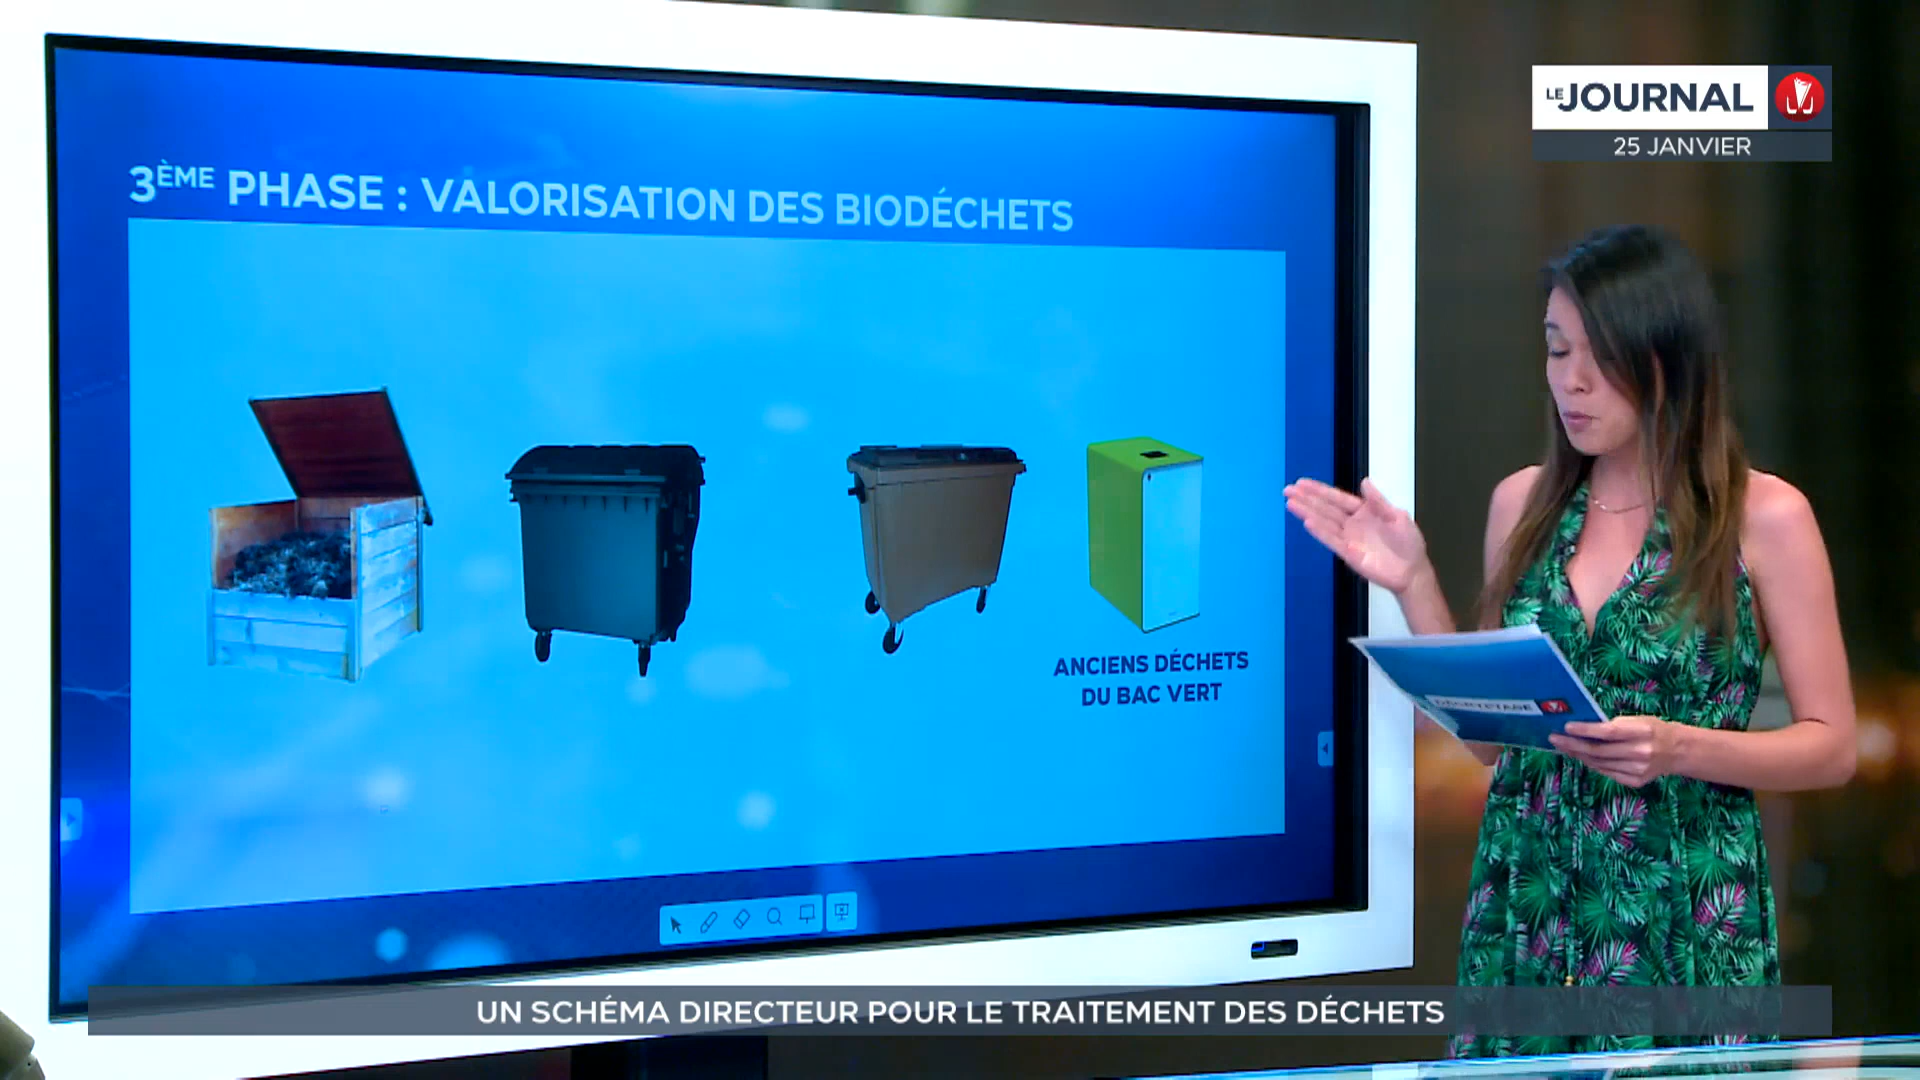 LE JOURNAL
25 JANVIER
3ÈME PHASE : VALORISATION DES BIODÉCHETS
ANCIENS DÉCHETS
DU BAC VERT
DÉCRYPTAGE
UN SCHÉMA DIRECTEUR POUR LE TRAITEMENT DES DÉCHETS